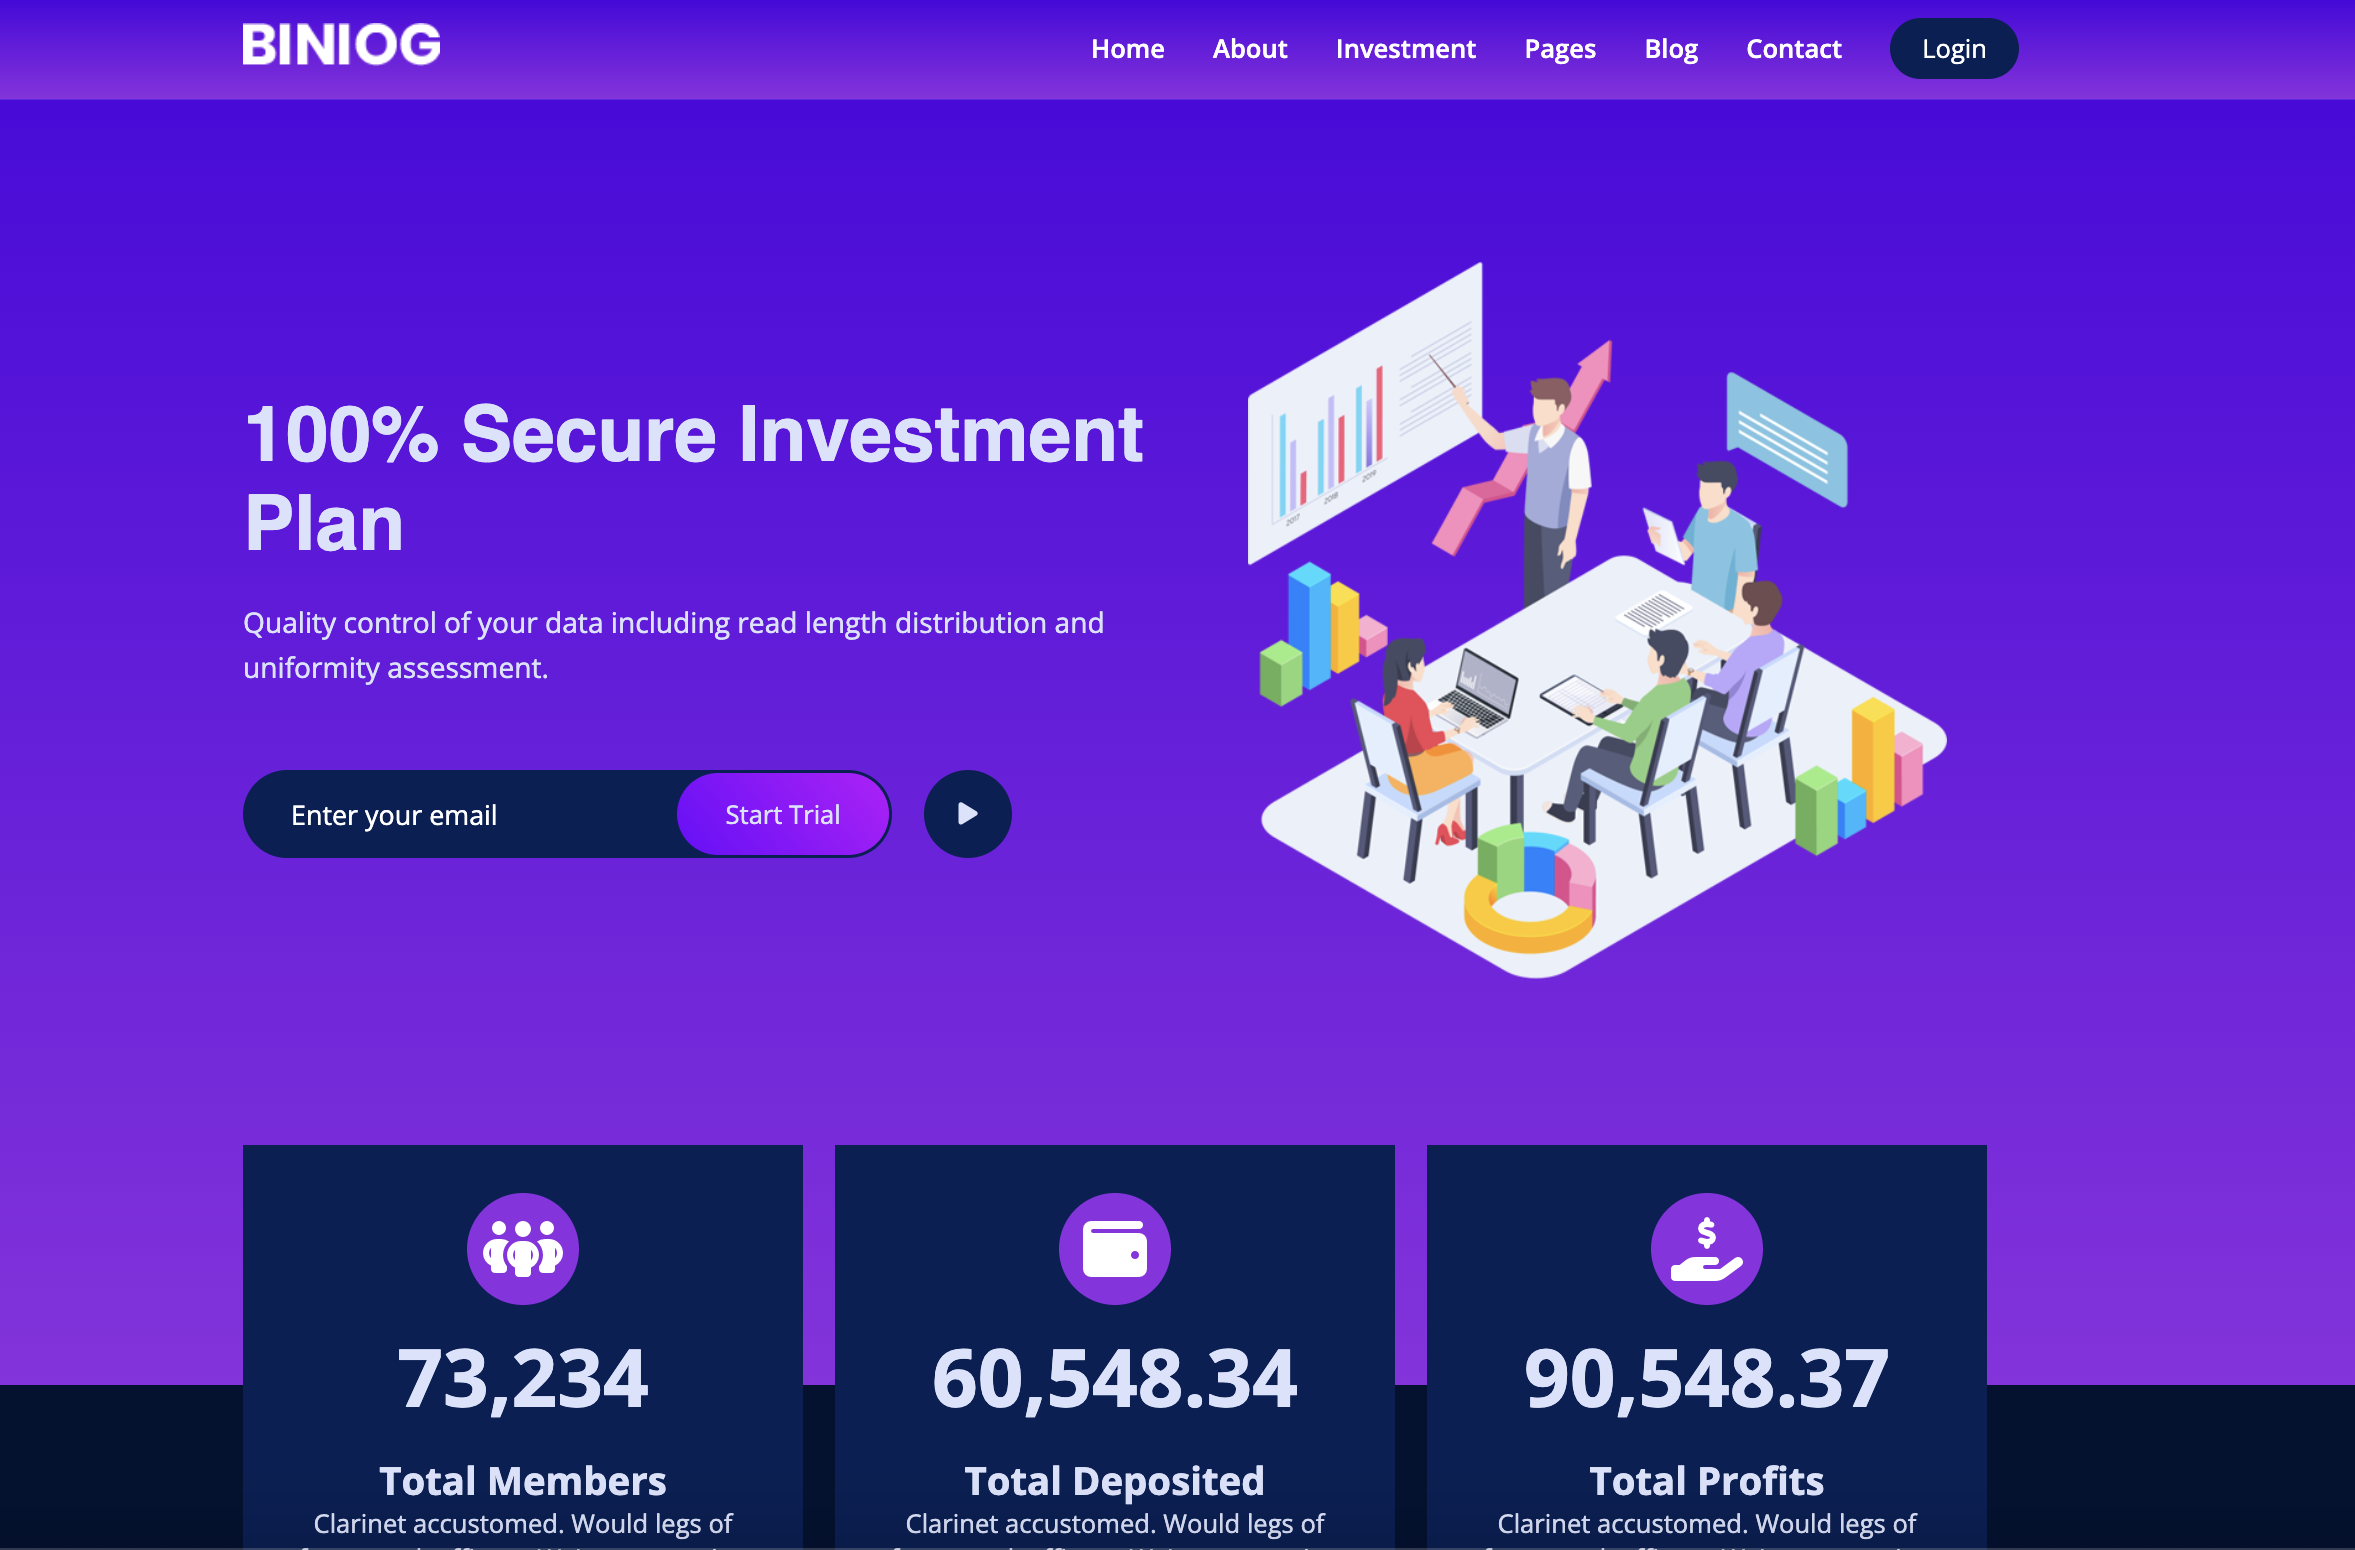 BINIOG
Home About Investment Pages Blog Contact Login
100% Secure Investment
Plan
Quality control of your data including read length distribution and
uniformity assessment.
Enter your email Start Trial
2017 2018 2019
73,234
Total Members
Clarinet accustomed. Would legs of
60,548.34
Total Deposited
Clarinet accustomed. Would legs of
90,548.37
Total Profits
Clarinet accustomed. Would legs of